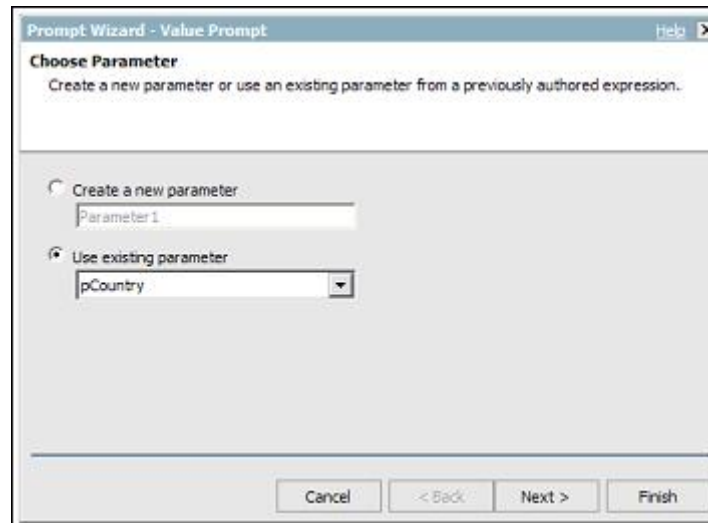 Prompt Wizard - Value Prompt Help X
Choose Parameter
Create a new parameter or use an existing parameter from a previously authored expression.
Create a new parameter
Parameter1
Use existing parameter
pCountry
Cancel < Back Next > Finish